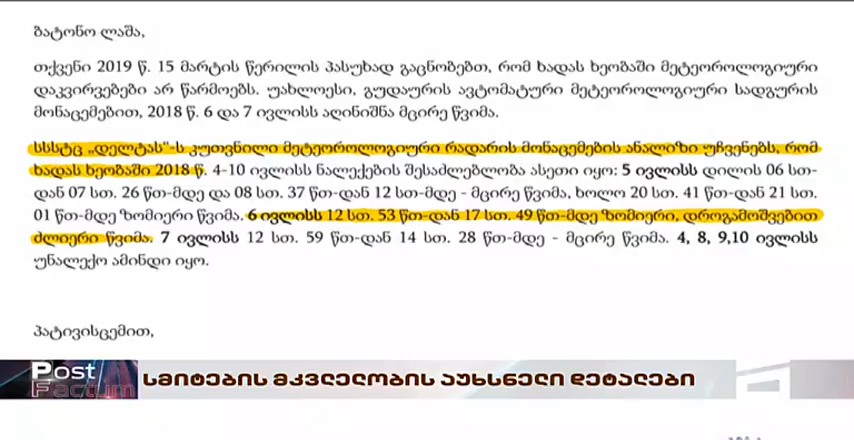 ბატონო ლაშა,
თქვენი 2019 წ. 15 მარტის წერილის პასუხად გაცნობებთ, რომ ხადას ხეობაში მეტეოროლოგიური
დაკვირვებები არ წარმოებს. უახლოესი, გუდაურის ავტომატური მეტეოროლოგიური სადგურის
მონაცემებით, 2018 წ. 6 და 7 ივლისს აღინიშნა მცირე წვიმა.
სსსტც „დელტას“-ს კუთვნილი მეტეოროლოგიური რადარის მონაცემების ანალიზი უჩვენებს, რომ
ხადას ხეობაში 2018 წ. 4-10 ივლისს ნალექების შესაძლებლობა ასეთი იყო: 5 ივლისს დილის 06 სთ-
დან 07 სთ. 26 წთ-მდე და 08 სთ. 37 წთ-დან 12 სთ-მდე - მცირე წვიმა, ხოლო 20 სთ. 41 წთ-დან 21 სთ.
01 წთ-მდე ზომიერი წვიმა. 6 ივლისს 12 სთ. 53 წთ-დან 17 სთ. 49 წთ-მდე ზომიერი, დროგამოშვებით
ძლიერი წვიმა. 7 ივლისს 12 სთ. 59 წთ-დან 14 სთ. 28 წთ-მდე - მცირე წვიმა. 4, 8, 9,10 ივლისს
უნალექო ამინდი იყო.
პატივისცემით,
Post
Factum
სმიტების მკვლელობის აუხსნელი დეტალები